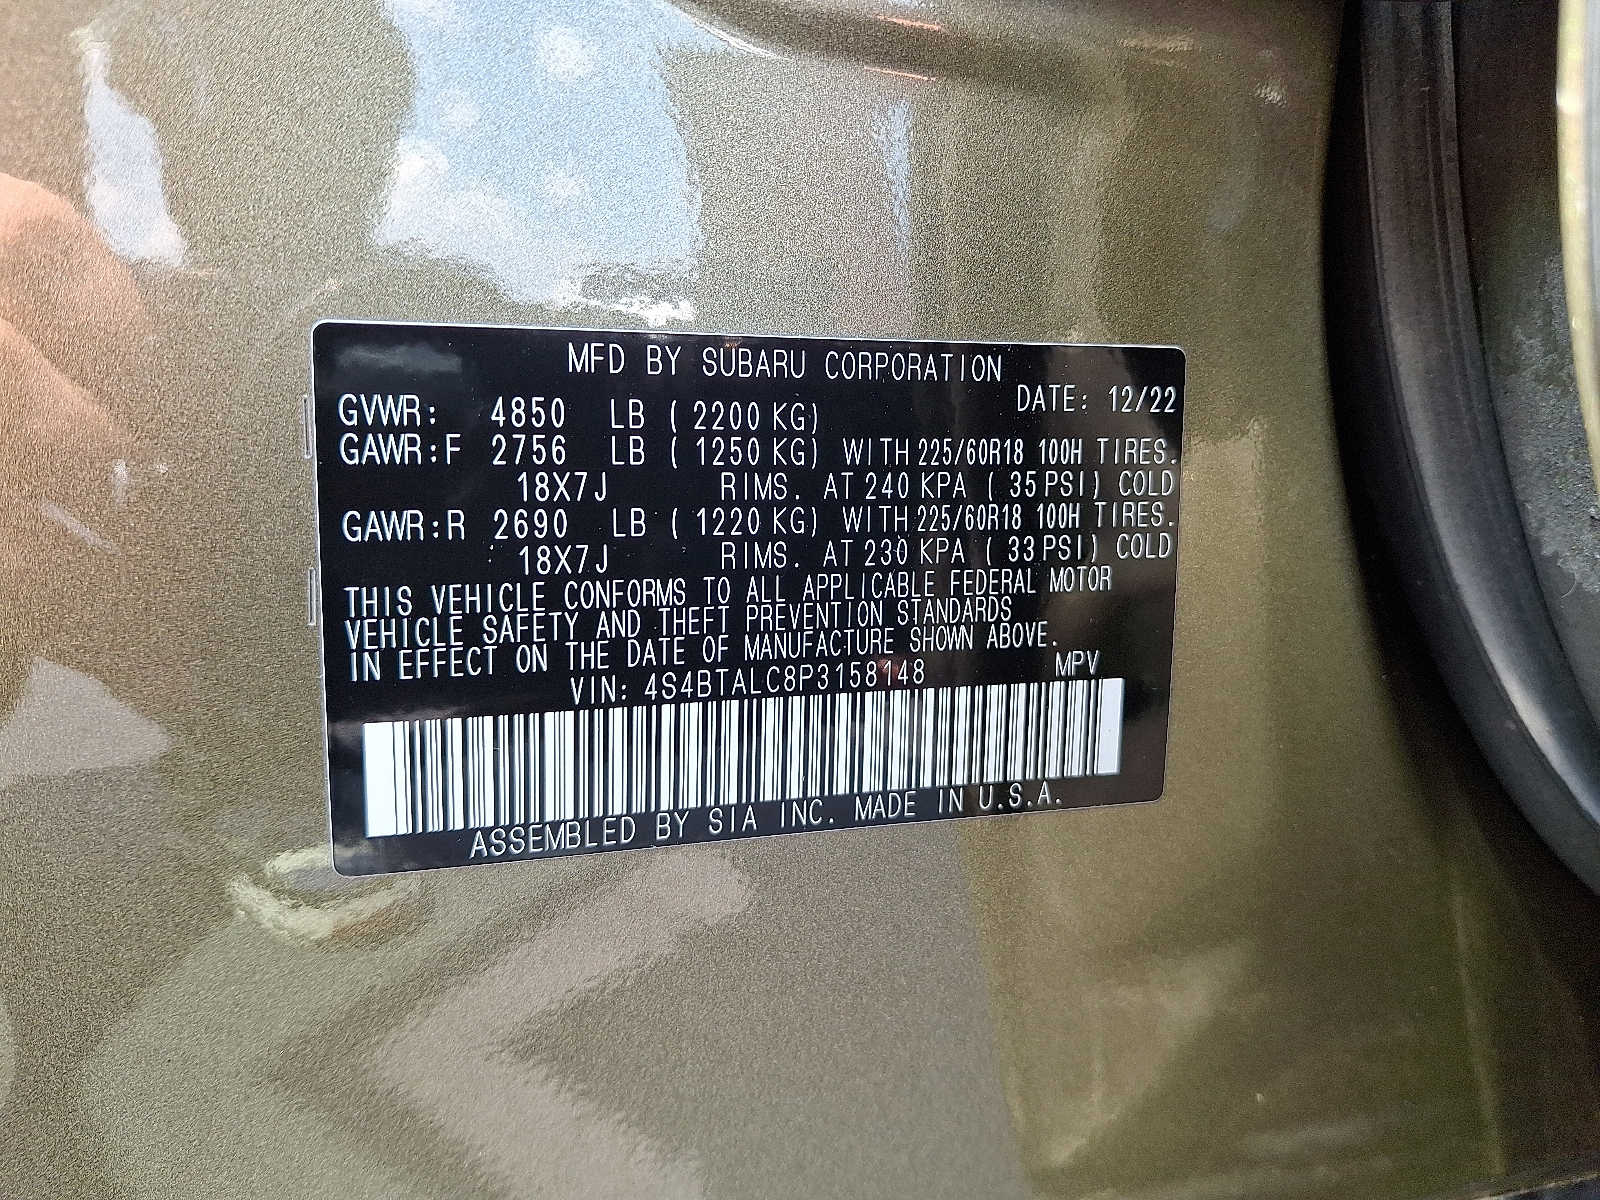 MFD BY SUBARU CORPORATION
DATE: 12/22
GVWR: 4850 LB ( 2200 KG)
GAWR:F 2756 LB ( 1250 KG) WITH 225/60R18 100H TIRES.
18X7J RIMS. AT 240 KPA ( 35 PSI) COLD
GAWR:R 2690 LB ( 1220 KG) WITH 225/60R18 100H TIRES.
18X7J RIMS. AT 230 KPA ( 33 PSI) COLD
THIS VEHICLE CONFORMS TO ALL APPLICABLE FEDERAL MOTOR
VEHICLE SAFETY AND THEFT PREVENTION STANDARDS
IN EFFECT ON THE DATE OF MANUFACTURE SHOWN ABOVE.
VIN: 4S4BTALC8P3158148 MPV
ASSEMBLED BY SIA INC. MADE IN U.S.A.